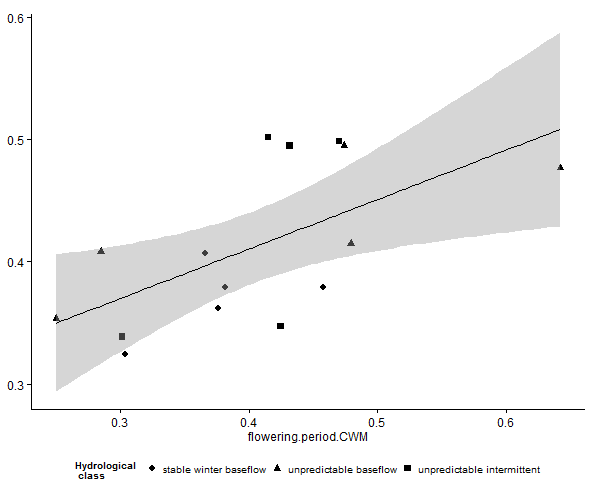 0.6
0.5
0.4
0.3
0.3 0.4 0.5 0.6
flowering.period.CWM
Hydrological
class
stable winter baseflow unpredictable baseflow unpredictable intermittent